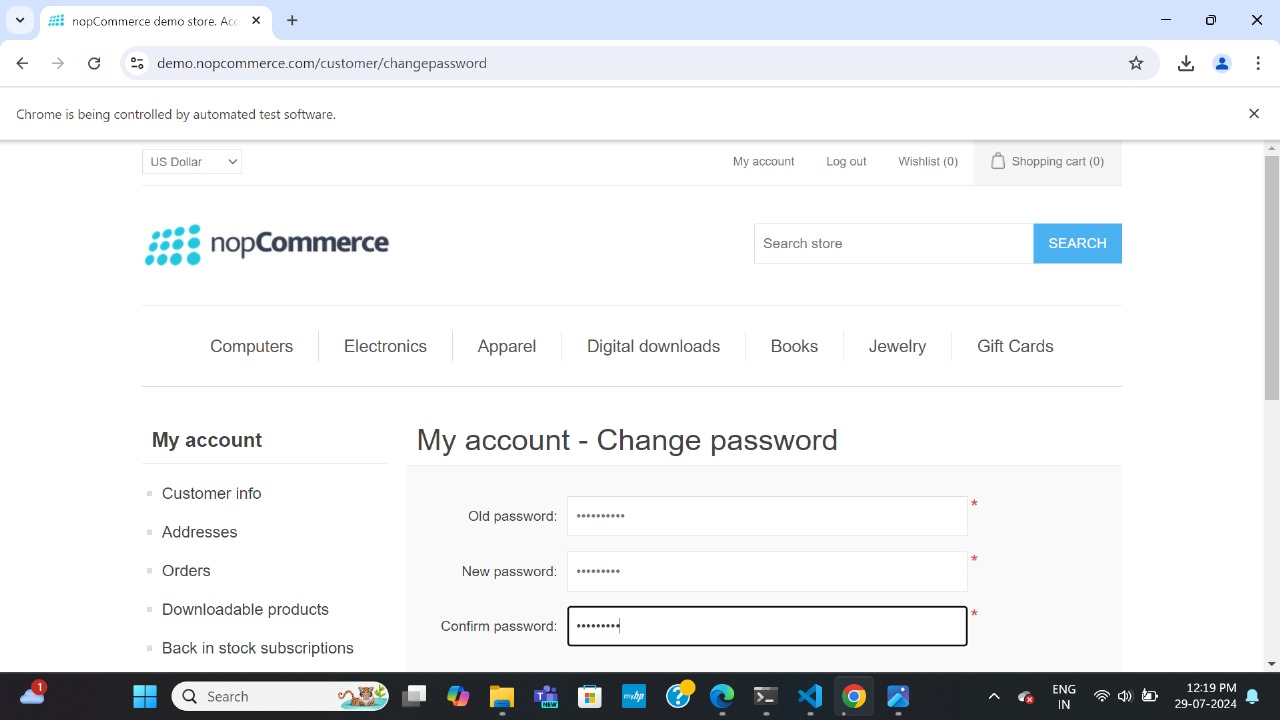 nopCommerce demo store. Acc
demo.nopcommerce.com/customer/changepassword
Chrome is being controlled by automated test software.
US Dollar
My account
Log out
Wishlist (0)
Shopping cart (0)
nopCommerce
Search store
SEARCH
Computers
Electronics
Apparel
Digital downloads
Books
Jewelry
Gift Cards
My account
Customer info
Addresses
Orders
Downloadable products
Back in stock subscriptions
My account - Change password
Old password: •••••••••• *
New password: ••••••••• *
Confirm password: ••••••••• *
1
Search
NEW
myhp
ENG
IN
12:19 PM
29-07-2024